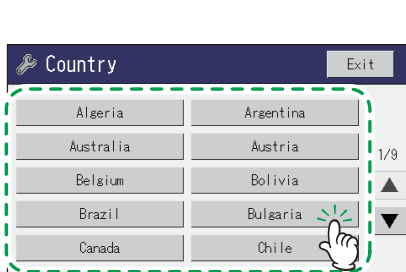 Country
Exit
Algeria Argentina
Australia Austria
1/9
Belgium Bolivia
Brazil Bulgaria
Canada Chile